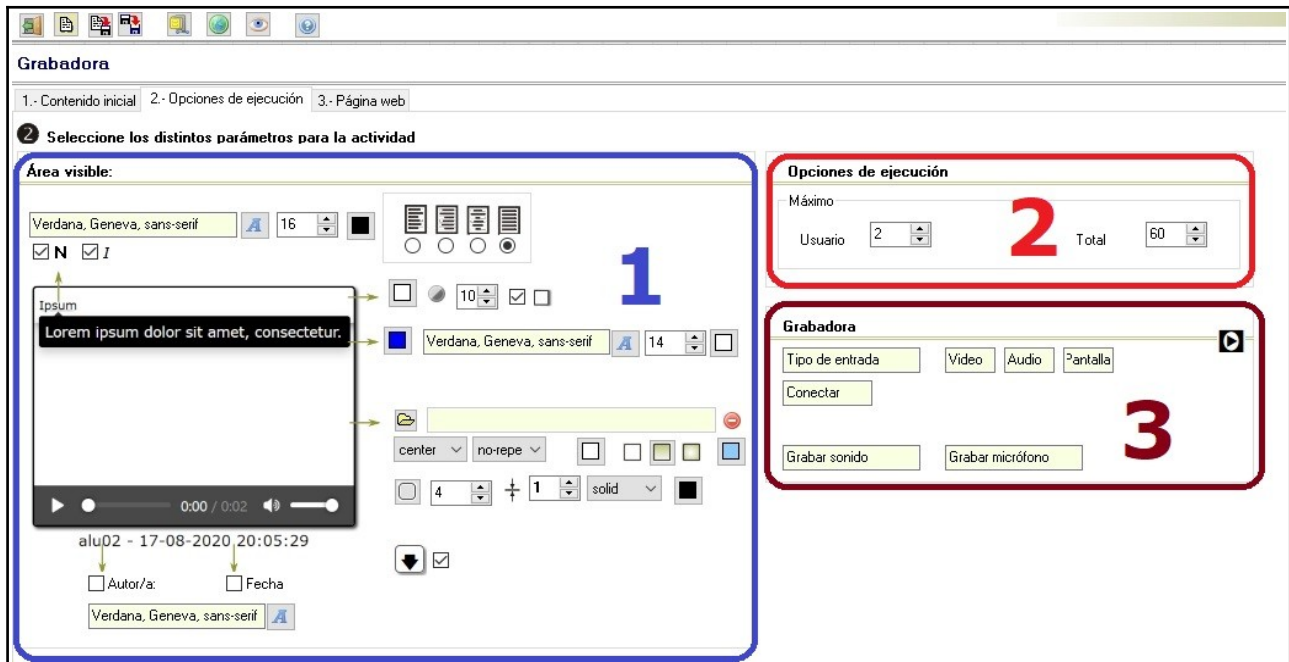 Grabadora
1.- Contenido inicial 2.- Opciones de ejecución 3.- Página web
2 Seleccione los distintos parámetros para la actividad
Área visible:
Verdana, Geneva, sans-serif A 16
N I
Ipsum
Lorem ipsum dolor sit amet, consectetur.
10
Verdana, Geneva, sans-serif A 14
center no-repe
4 1 solid
0:00 / 0:02
alu02 - 17-08-2020 20:05:29
Autor/a: Fecha
Verdana, Geneva, sans-serif A
1
Opciones de ejecución
Máximo
Usuario 2 Total 60
2
Grabadora
Tipo de entrada Video Audio Pantalla
Conectar
Grabar sonido Grabar micrófono
3